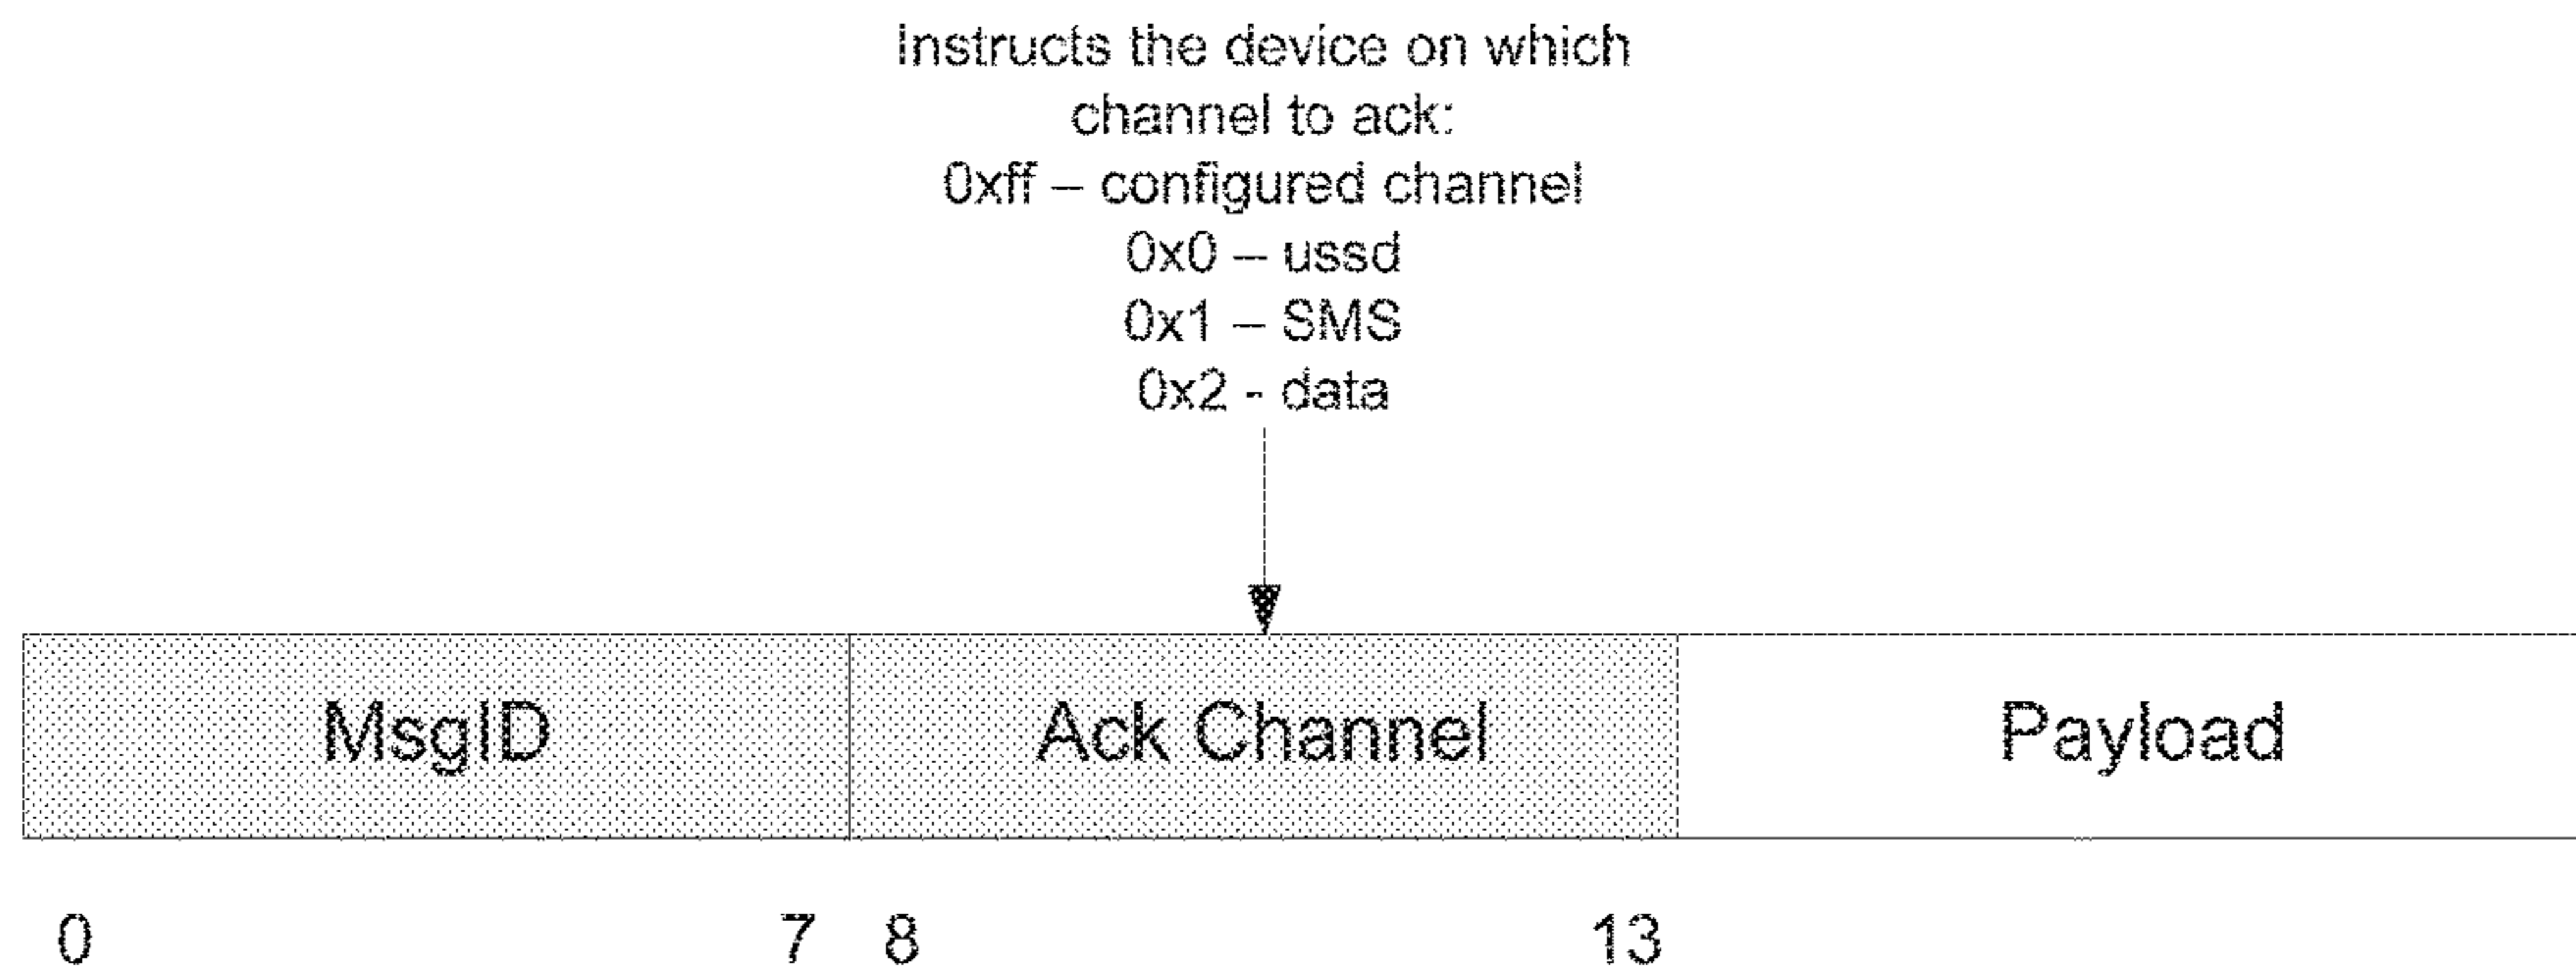 Instructs the device on which
channel to ack:
0xff – configured channel
0x0 – ussd
0x1 – SMS
0x2 - data
MsgID Ack Channel Payload
0 7 8 13